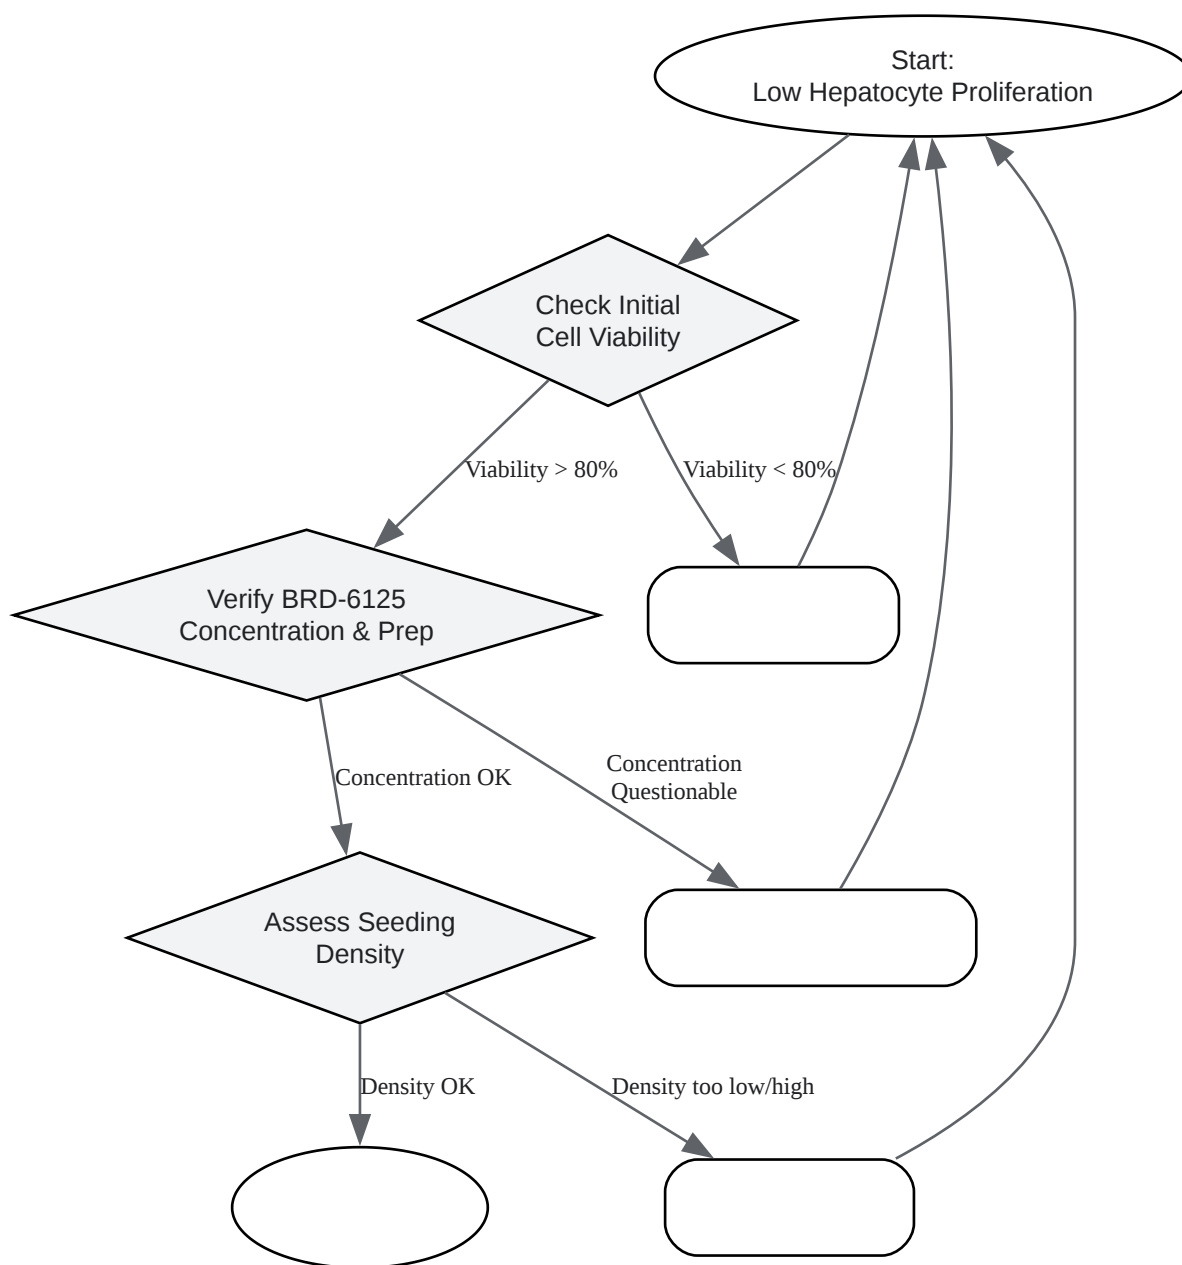 Start:
Low Hepatocyte Proliferation
Check Initial
Cell Viability
Viability > 80%
Viability < 80%
Verify BRD-6125
Concentration & Prep
Concentration OK
Concentration
Questionable
Assess Seeding
Density
Density OK
Density too low/high